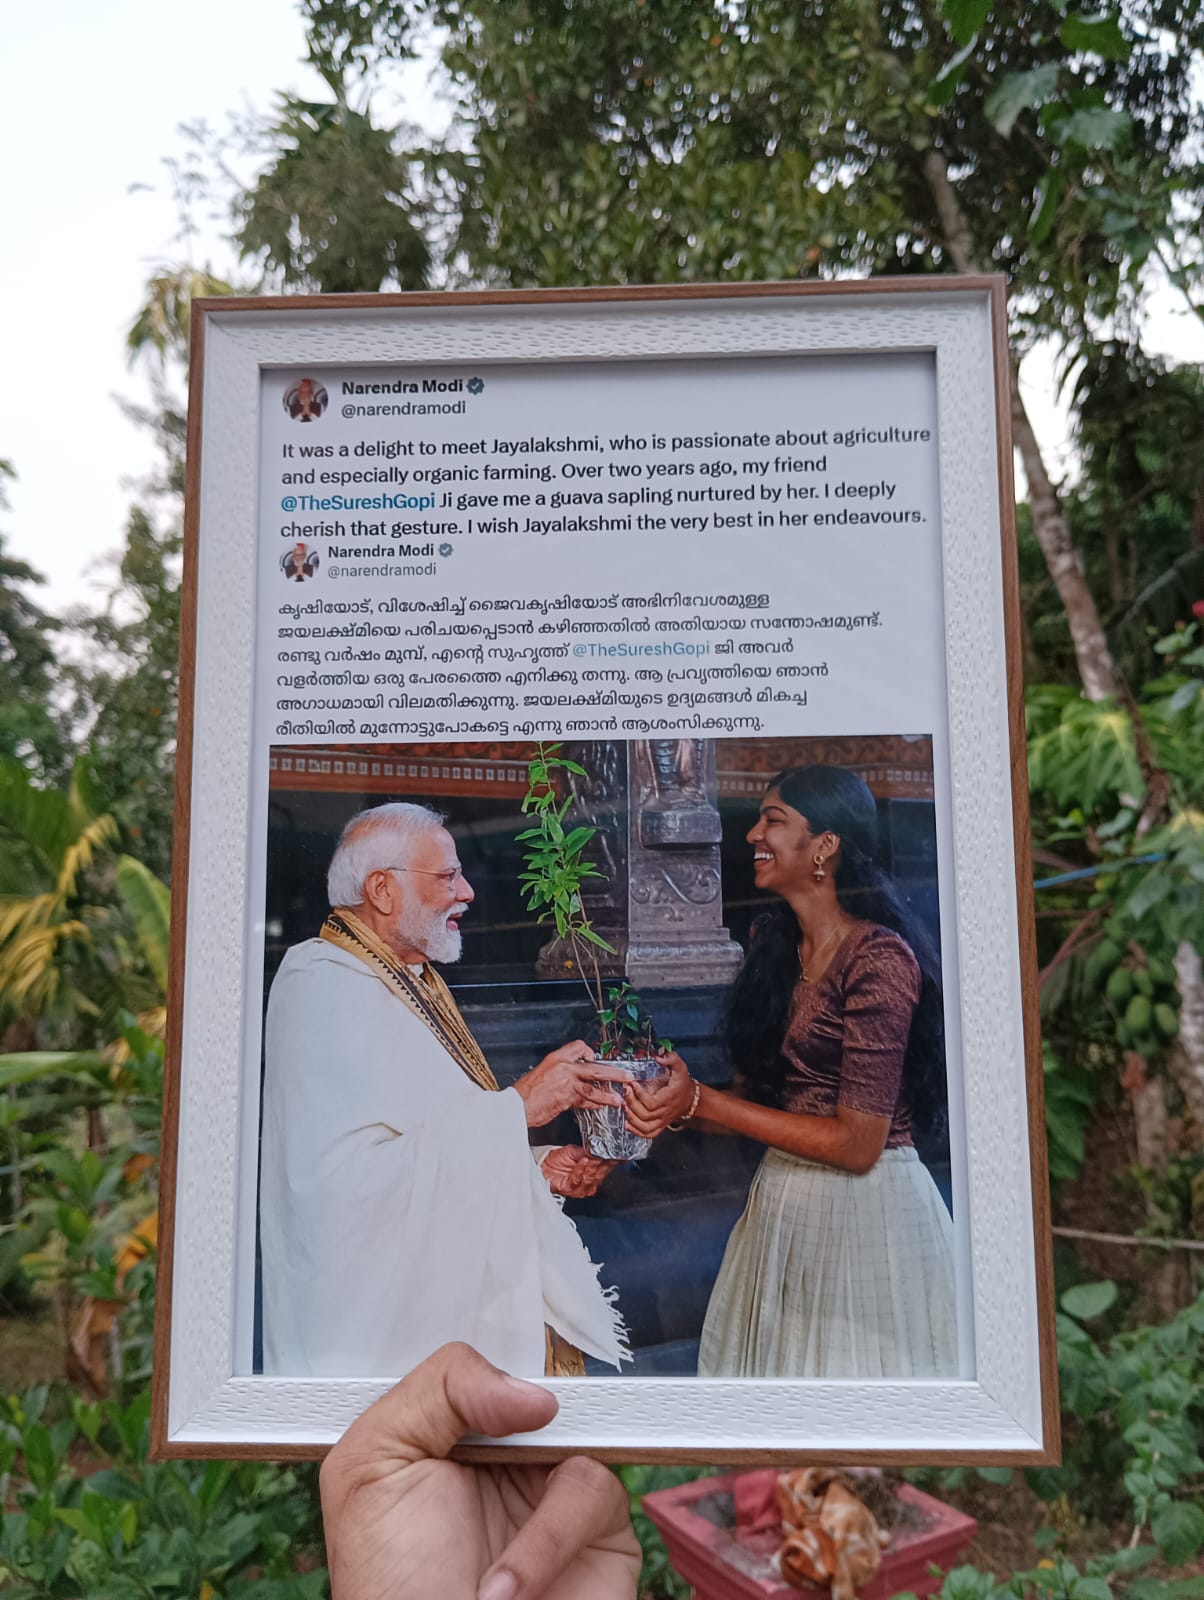 Narendra Modi
@narendramodi
It was a delight to meet Jayalakshmi, who is passionate about agriculture
and especially organic farming. Over two years ago, my friend
@TheSureshGopi Ji gave me a guava sapling nurtured by her. I deeply
cherish that gesture. I wish Jayalakshmi the very best in her endeavours.
Narendra Modi
@narendramodi
കൃഷിയോട്, വിശേഷിച്ച് ജൈവകൃഷിയോട് അഭിനിവേശമുള്ള
ജയലക്ഷ്മിയെ പരിചയപ്പെടാൻ കഴിഞ്ഞതിൽ അതിയായ സന്തോഷമുണ്ട്.
രണ്ടു വർഷം മുമ്പ്, എന്റെ സുഹൃത്ത് @TheSureshGopi ജി അവർ
വളർത്തിയ ഒരു പേരത്തൈ എനിക്കു തന്നു. ആ പ്രവൃത്തിയെ ഞാൻ
അഗാധമായി വിലമതിക്കുന്നു. ജയലക്ഷ്മിയുടെ ഉദ്യമങ്ങൾ മികച്ച
രീതിയിൽ മുന്നോട്ടുപോകട്ടെ എന്നു ഞാൻ ആശംസിക്കുന്നു.